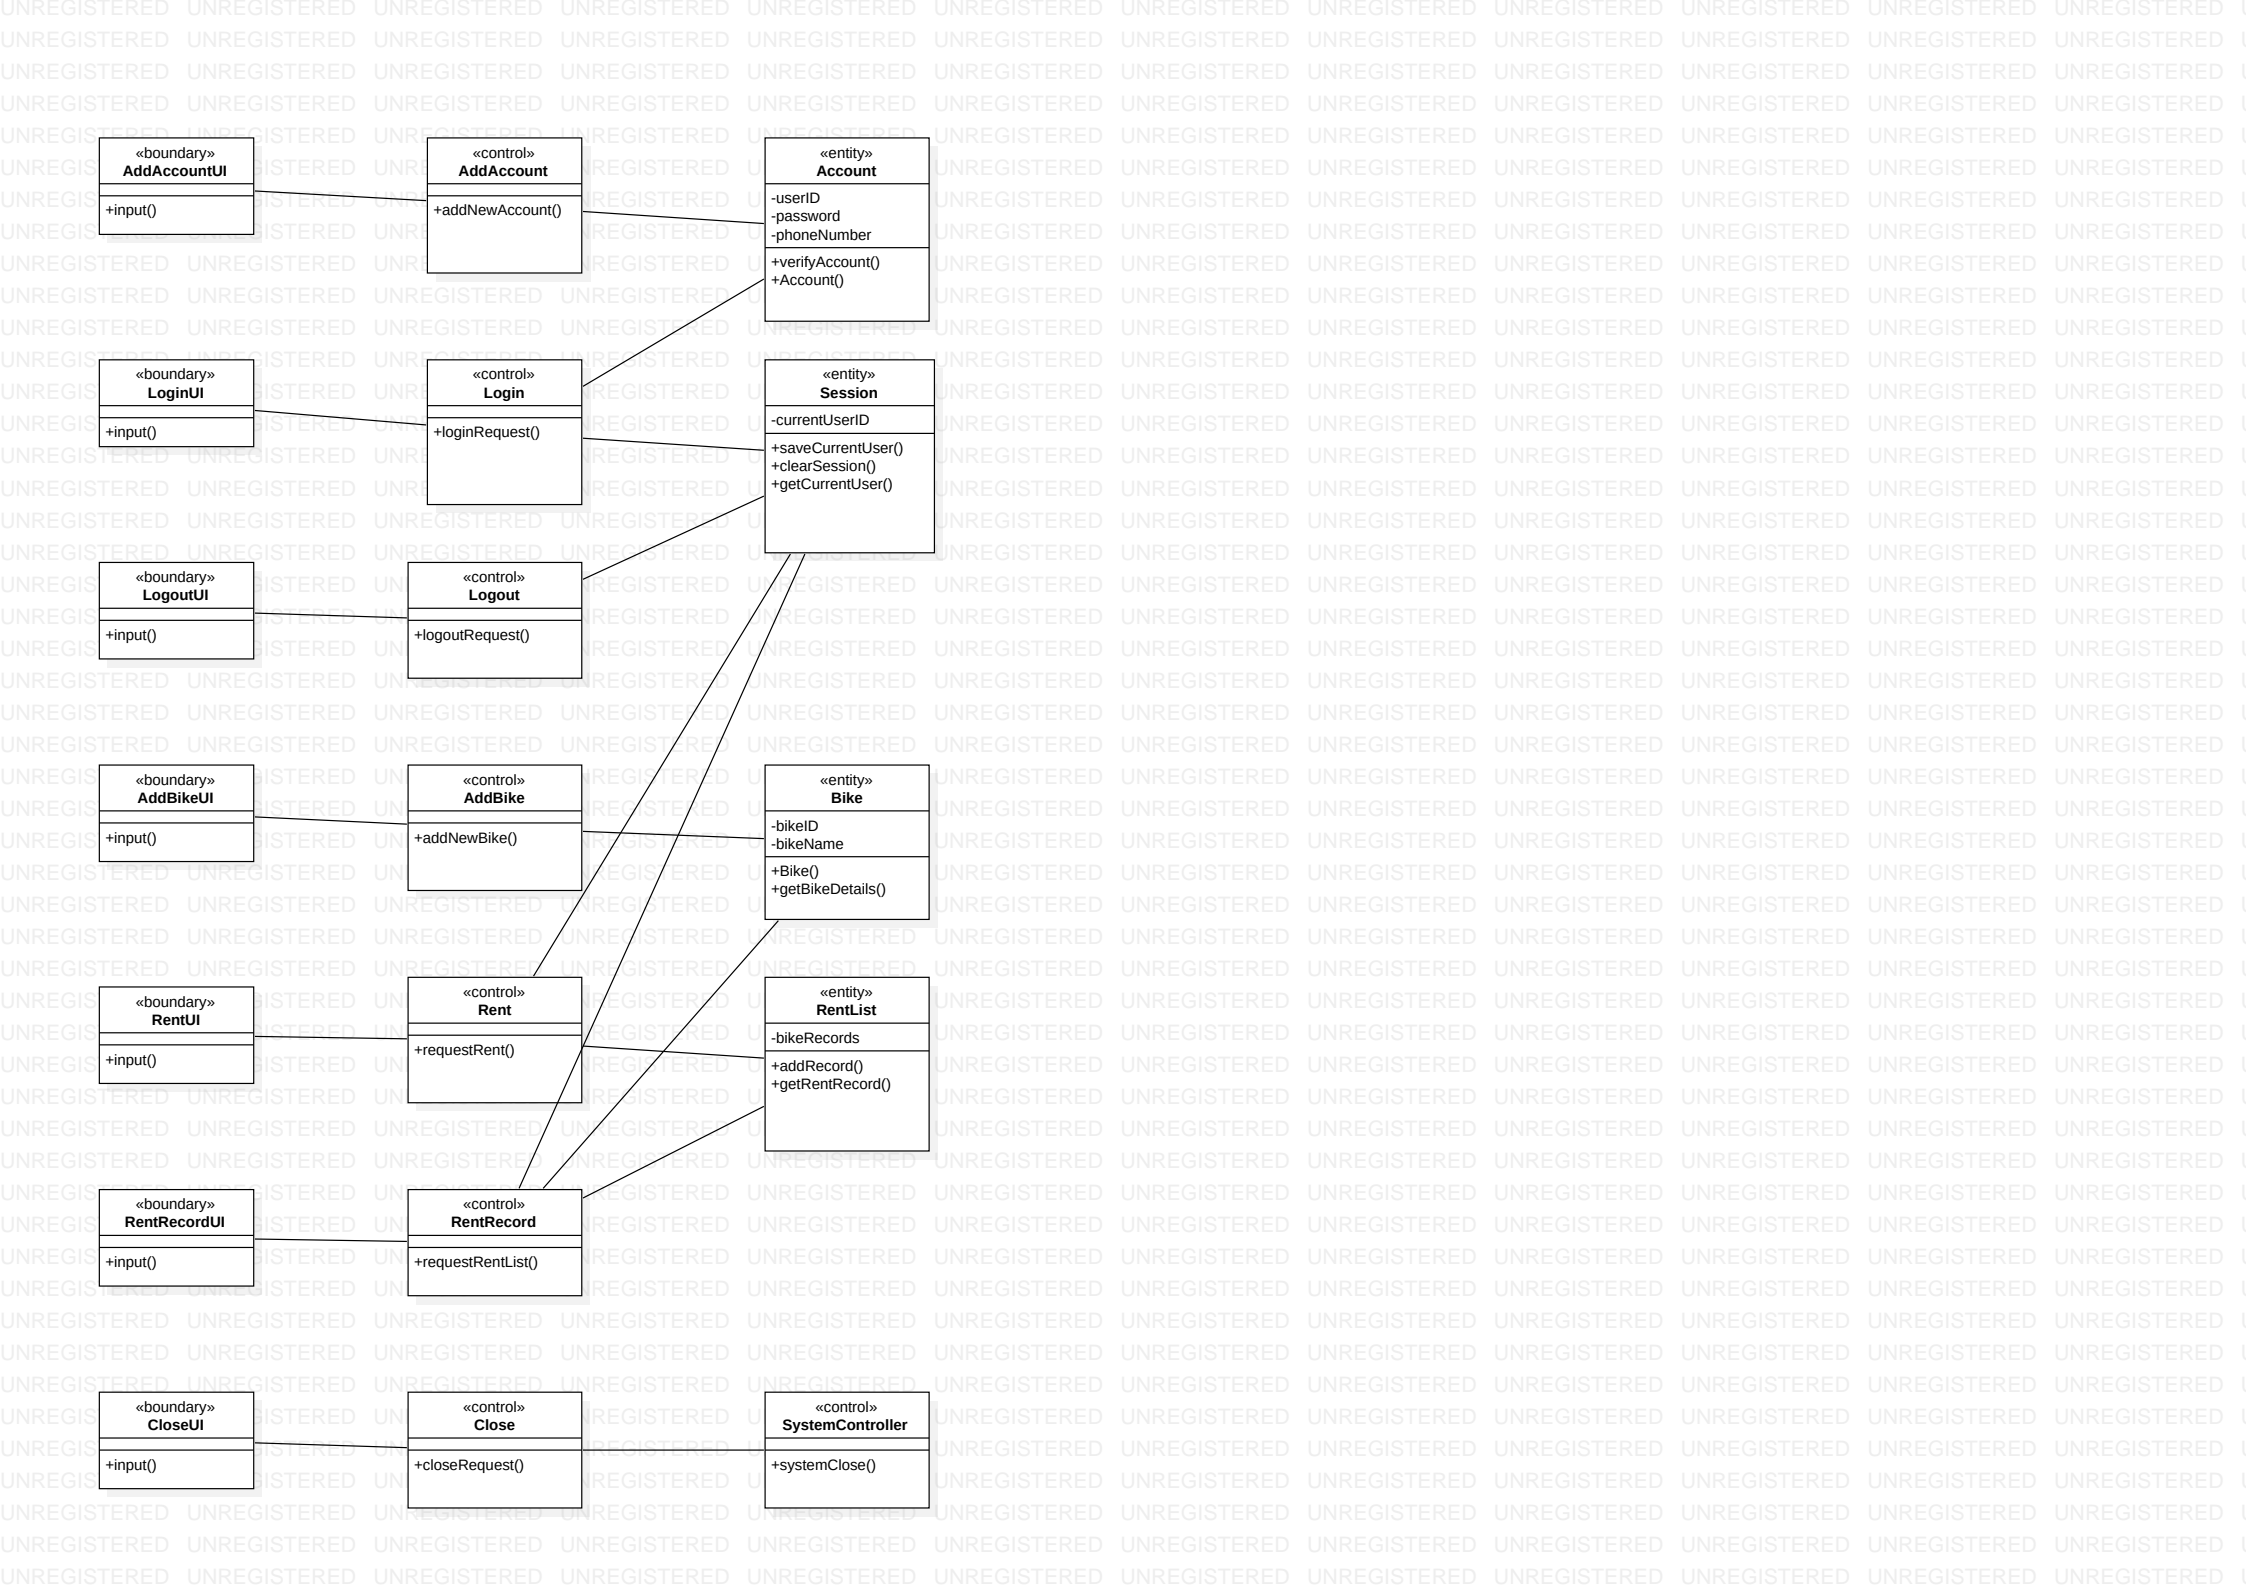 «boundary»
AddAccountUI
+input()
«control»
AddAccount
+addNewAccount()
«entity»
Account
-userID
-password
-phoneNumber
+verifyAccount()
+Account()
«boundary»
LoginUI
+input()
«control»
Login
+loginRequest()
«entity»
Session
-currentUserID
+saveCurrentUser()
+clearSession()
+getCurrentUser()
«boundary»
LogoutUI
+input()
«control»
Logout
+logoutRequest()
«boundary»
AddBikeUI
+input()
«control»
AddBike
+addNewBike()
«entity»
Bike
-bikeID
-bikeName
+Bike()
+getBikeDetails()
«boundary»
RentUI
+input()
«control»
Rent
+requestRent()
«entity»
RentList
-bikeRecords
+addRecord()
+getRentRecord()
«boundary»
RentRecordUI
+input()
«control»
RentRecord
+requestRentList()
«boundary»
CloseUI
+input()
«control»
Close
+closeRequest()
«control»
SystemController
+systemClose()
UNREGISTERED